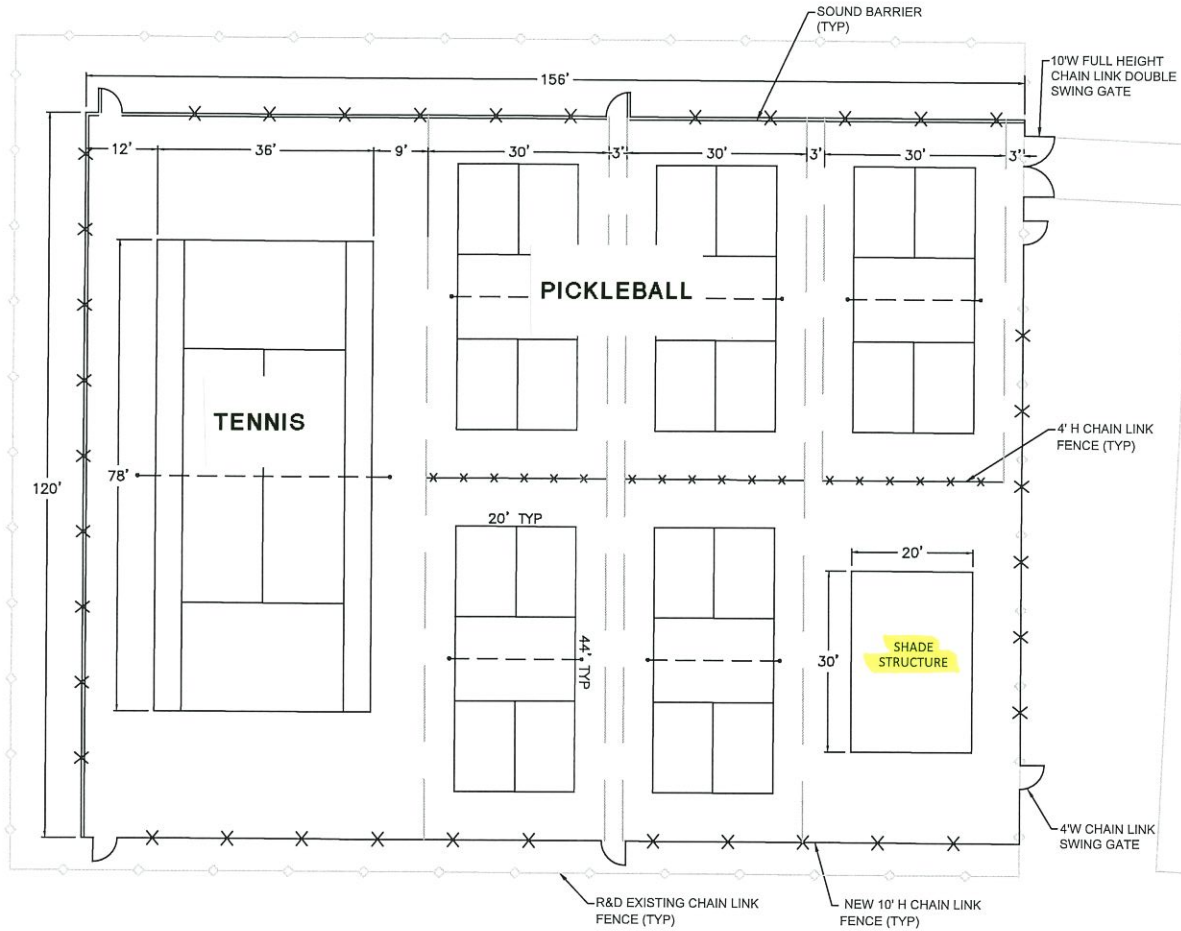 SOUND BARRIER
(TYP)
10'W FULL HEIGHT
CHAIN LINK DOUBLE
SWING GATE
156'
12'
36'
9'
30'
3'
30'
3'
30'
3'
PICKLEBALL
TENNIS
4' H CHAIN LINK
FENCE (TYP)
78'
120'
20' TYP
44' TYP
20'
30'
SHADE
STRUCTURE
4'W CHAIN LINK
SWING GATE
R&D EXISTING CHAIN LINK
FENCE (TYP)
NEW 10' H CHAIN LINK
FENCE (TYP)